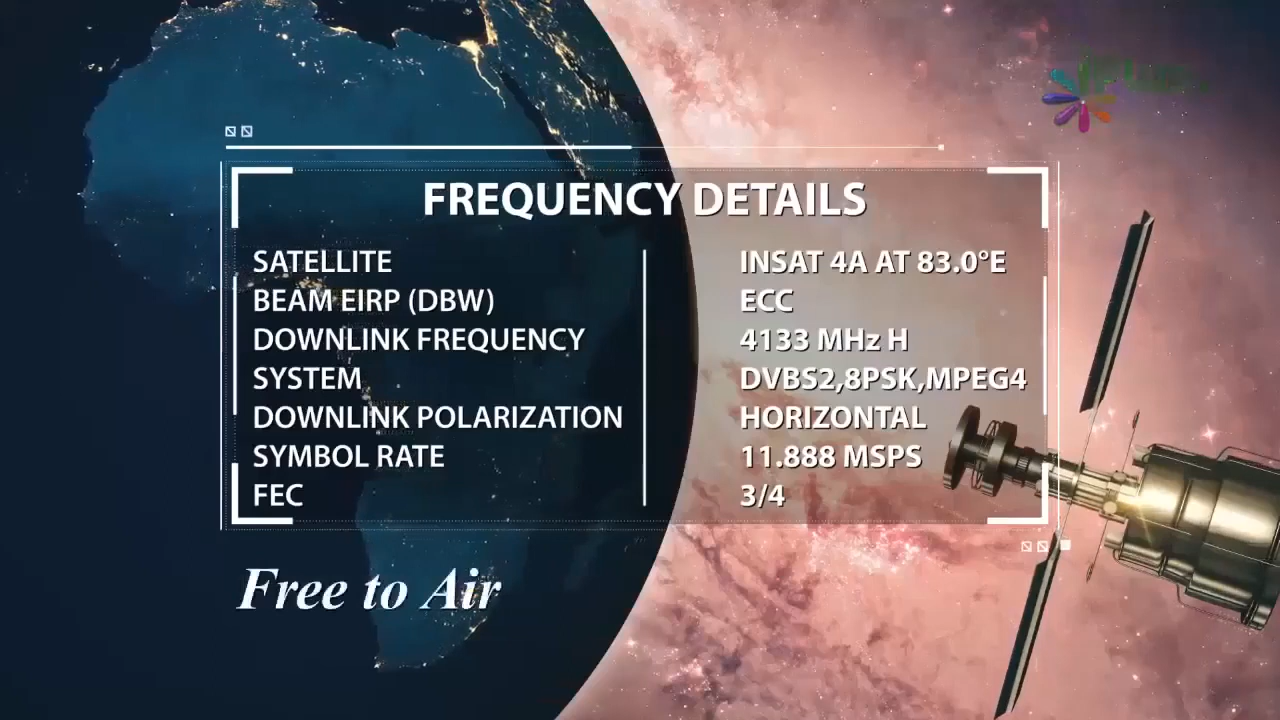 FREQUENCY DETAILS
SATELLITE INSAT 4A AT 83.0°E
BEAM EIRP (DBW) ECC
DOWNLINK FREQUENCY 4133 MHz H
SYSTEM DVBS2,8PSK,MPEG4
DOWNLINK POLARIZATION HORIZONTAL
SYMBOL RATE 11.888 MSPS
FEC 3/4
Free to Air